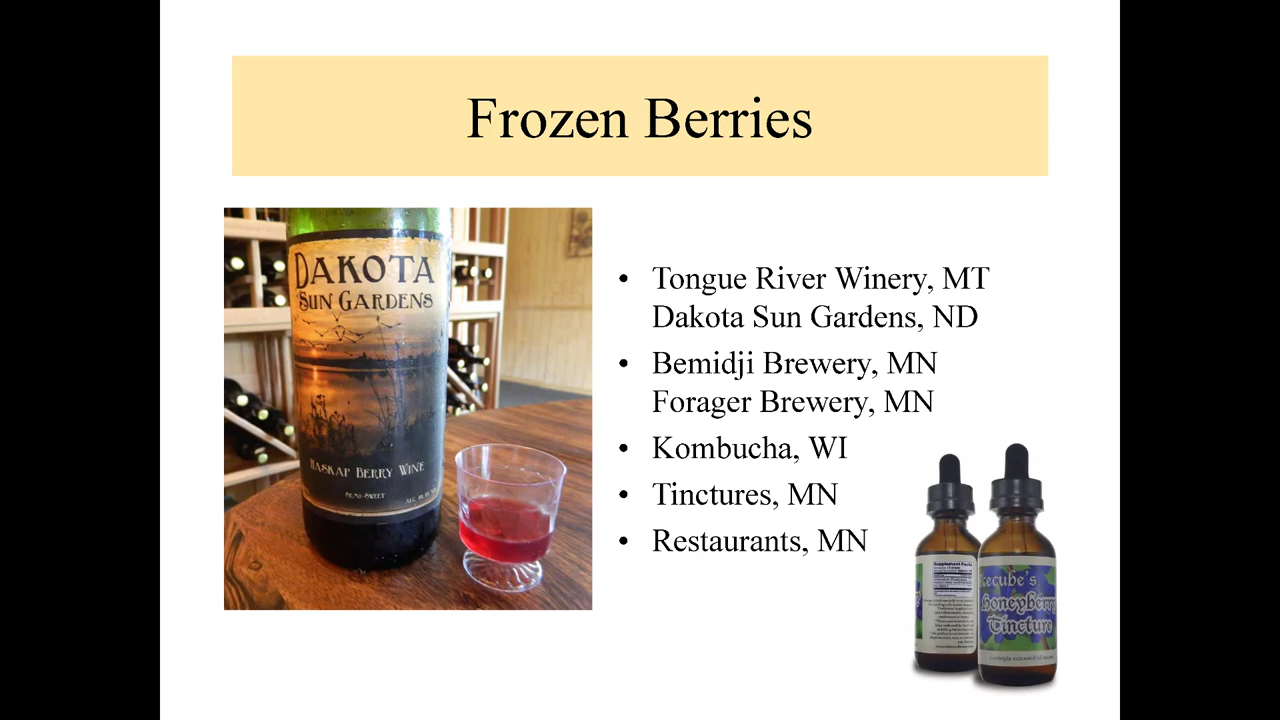 Frozen Berries
DAKOTA
SUN GARDENS
HASKAP BERRY WINE
SEMI-SWEET
• Tongue River Winery, MT
Dakota Sun Gardens, ND
• Bemidji Brewery, MN
Forager Brewery, MN
• Kombucha, WI
• Tinctures, MN
• Restaurants, MN
Supplement Facts
icecube's
honeyberry
Tincture